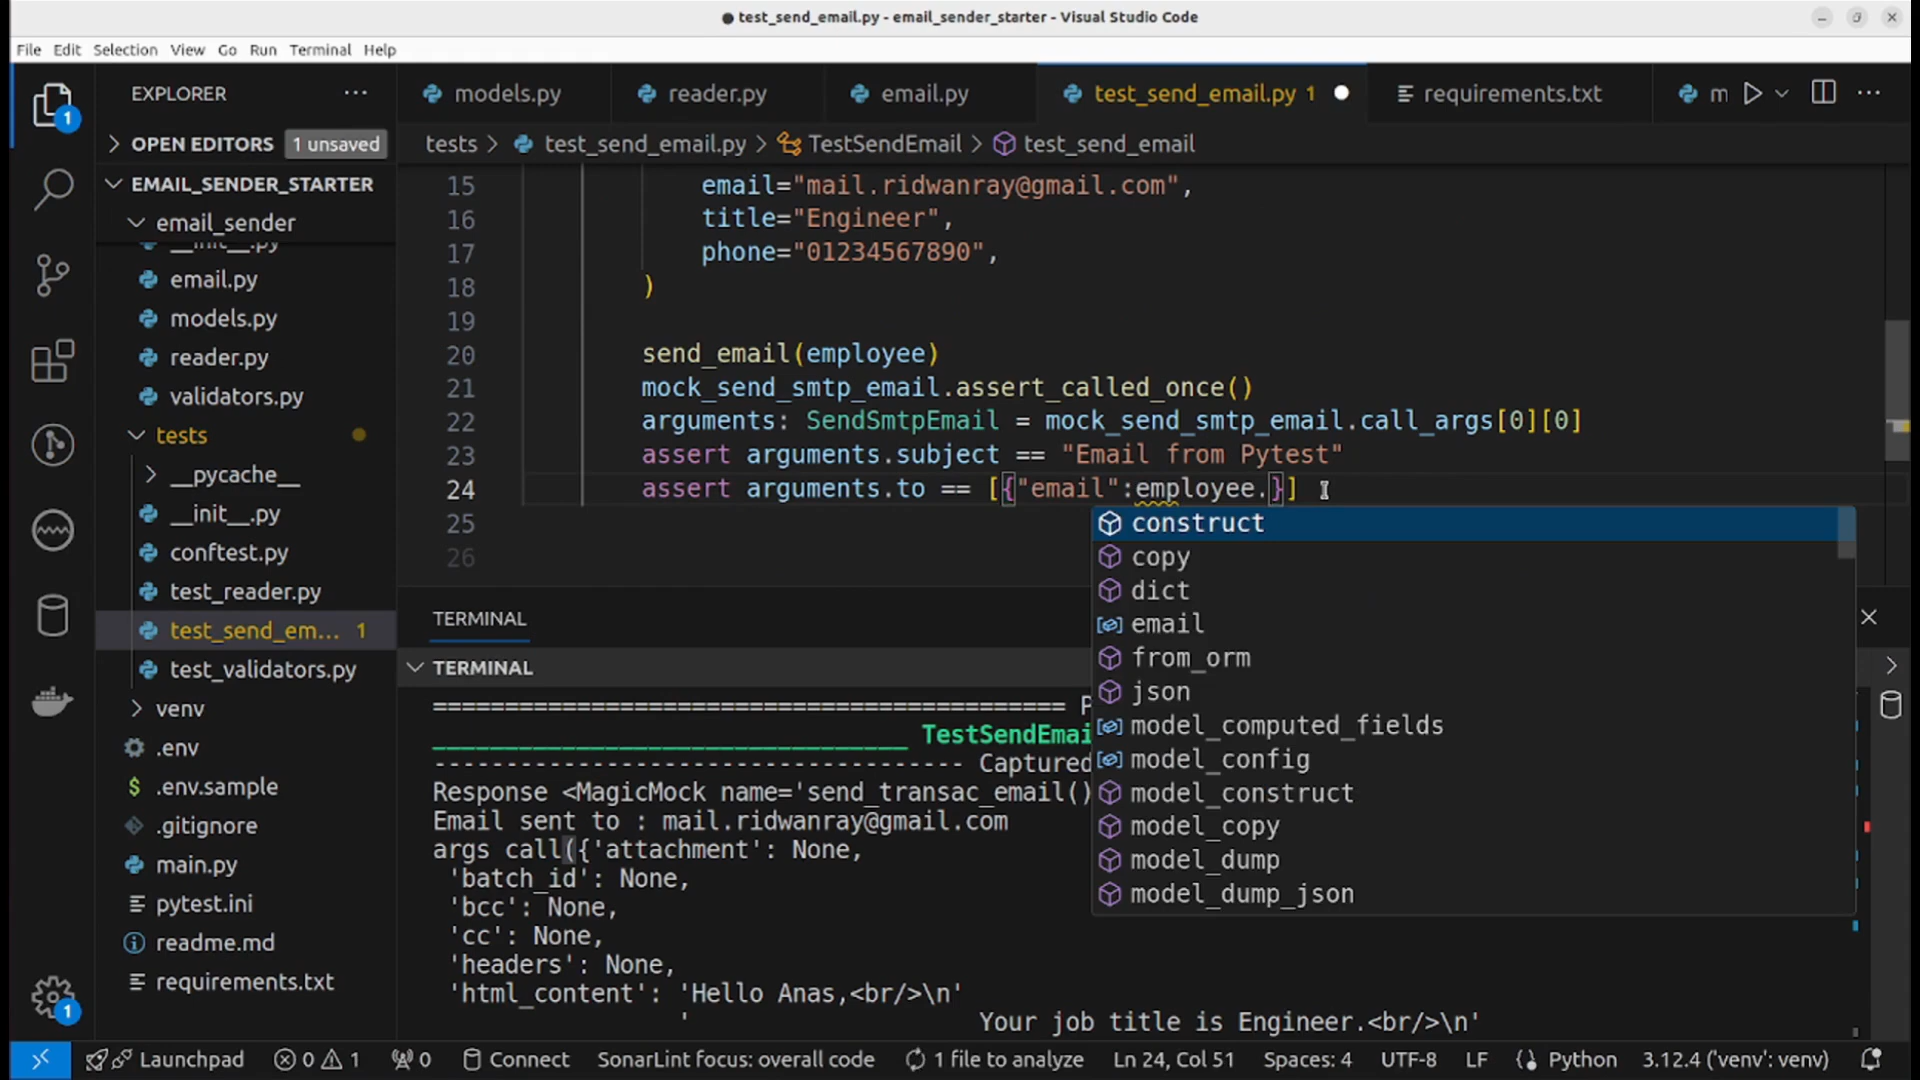 test_send_email.py - email_sender_starter - Visual Studio Code
File Edit Selection View Go Run Terminal Help
EXPLORER
models.py
reader.py
email.py
test_send_email.py 1
requirements.txt
m
OPEN EDITORS 1 unsaved
tests > test_send_email.py > TestSendEmail > test_send_email
EMAIL_SENDER_STARTER
email_sender
__init__.py
email.py
models.py
reader.py
validators.py
tests
__pycache__
__init__.py
conftest.py
test_reader.py
test_send_em... 1
test_validators.py
venv
.env
.env.sample
.gitignore
main.py
pytest.ini
readme.md
requirements.txt
15 email="mail.ridwanray@gmail.com",
16 title="Engineer",
17 phone="01234567890",
18 )
19
20 send_email(employee)
21 mock_send_smtp_email.assert_called_once()
22 arguments: SendSmtpEmail = mock_send_smtp_email.call_args[0][0]
23 assert arguments.subject == "Email from Pytest"
24 assert arguments.to == [{"email":employee.}]
25
26
construct
copy
dict
email
from_orm
json
model_computed_fields
model_config
model_construct
model_copy
model_dump
model_dump_json
TERMINAL
TERMINAL
============================================ P
TestSendEmai
------------------------------------- Captured
Response <MagicMock name='send_transac_email()
Email sent to : mail.ridwanray@gmail.com
args call({'attachment': None,
'batch_id': None,
'bcc': None,
'cc': None,
'headers': None,
'html_content': 'Hello Anas,<br/>\n'
' Your job title is Engineer.<br/>\n'
1
1
Launchpad 0 1 0 Connect SonarLint focus: overall code 1 file to analyze Ln 24, Col 51 Spaces: 4 UTF-8 LF Python 3.12.4 ('venv': venv)